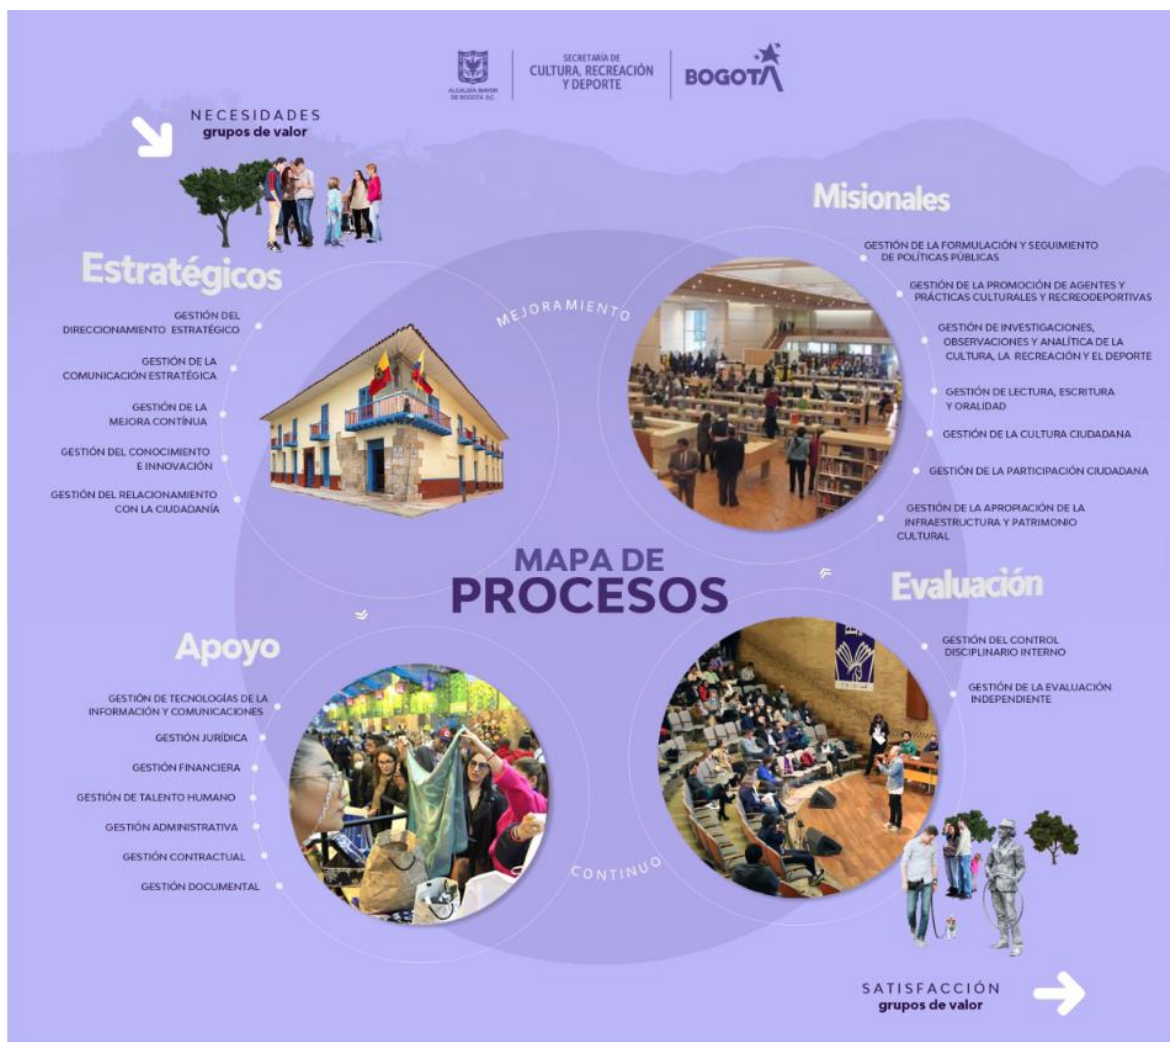 ALCALDÍA MAYOR
DE BOGOTÁ D.C.
SECRETARÍA DE
CULTURA, RECREACIÓN
Y DEPORTE
BOGOTÁ
NECESIDADES
grupos de valor
Estratégicos
GESTIÓN DEL
DIRECCIONAMIENTO ESTRATÉGICO
GESTIÓN DE LA
COMUNICACIÓN ESTRATÉGICA
GESTIÓN DE LA
MEJORA CONTÍNUA
GESTIÓN DEL CONOCIMIENTO
E INNOVACIÓN
GESTIÓN DEL RELACIONAMIENTO
CON LA CIUDADANÍA
MEJORAMIENTO
Misionales
GESTIÓN DE LA FORMULACIÓN Y SEGUIMIENTO
DE POLÍTICAS PÚBLICAS
GESTIÓN DE LA PROMOCIÓN DE AGENTES Y
PRÁCTICAS CULTURALES Y RECREODEPORTIVAS
GESTIÓN DE INVESTIGACIONES,
OBSERVACIONES Y ANALÍTICA DE LA
CULTURA, LA RECREACIÓN Y EL DEPORTE
GESTIÓN DE LECTURA, ESCRITURA
Y ORALIDAD
GESTIÓN DE LA CULTURA CIUDADANA
GESTIÓN DE LA PARTICIPACIÓN CIUDADANA
GESTIÓN DE LA APROPIACIÓN DE LA
INFRAESTRUCTURA Y PATRIMONIO
CULTURAL
MAPA DE
PROCESOS
Apoyo
GESTIÓN DE TECNOLOGÍAS DE LA
INFORMACIÓN Y COMUNICACIONES
GESTIÓN JURÍDICA
GESTIÓN FINANCIERA
GESTIÓN DE TALENTO HUMANO
GESTIÓN ADMINISTRATIVA
GESTIÓN CONTRACTUAL
GESTIÓN DOCUMENTAL
CONTINÚO
Evaluación
GESTIÓN DEL CONTROL
DISCIPLINARIO INTERNO
GESTIÓN DE LA EVALUACIÓN
INDEPENDIENTE
SATISFACCIÓN
grupos de valor